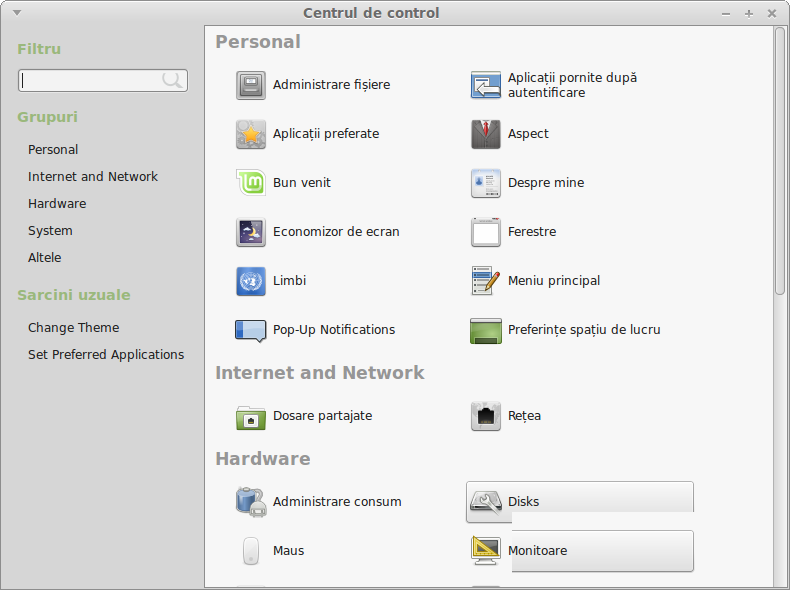 Centrul de control
Filtru
Grupuri
Personal
Internet and Network
Hardware
System
Altele
Sarcini uzuale
Change Theme
Set Preferred Applications
Personal
Administrare fișiere
Aplicații pornite după
autentificare
Aplicații preferate
Aspect
Bun venit
Despre mine
Economizor de ecran
Ferestre
Limbi
Meniu principal
Pop-Up Notifications
Preferințe spațiu de lucru
Internet and Network
Dosare partajate
Rețea
Hardware
Administrare consum
Disks
Maus
Monitoare